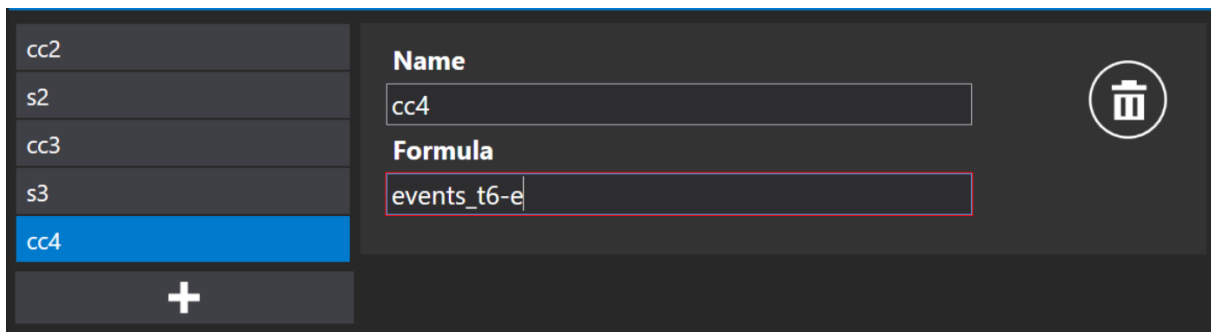 cc2
s2
cc3
s3
cc4
Name
cc4
Formula
events_t6-e